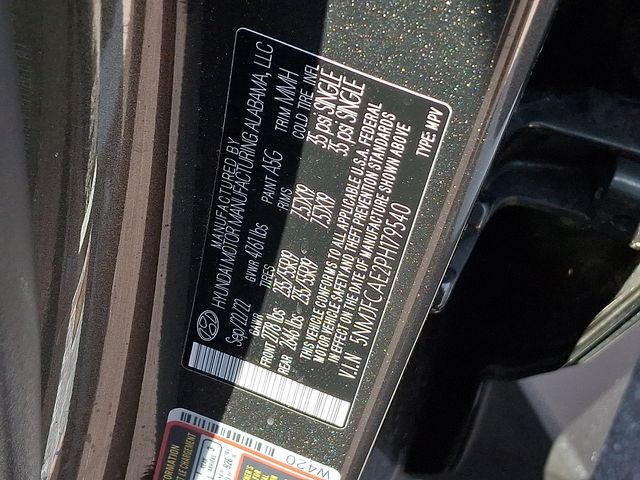 MANUFACTURED BY
HYUNDAI MOTOR MANUFACTURING ALABAMA, LLC
Sep/07/22 GVWR 4761 lbs PAINT A5G TRIM MMH
GAWR TIRES RIMS COLD TIRE INFL
FRONT 2778 lbs 235/55R19 7.5JX19 35 psi SINGLE
REAR 2646 lbs 235/55R19 7.5JX19 35 psi SINGLE
THIS VEHICLE CONFORMS TO ALL APPLICABLE U.S.A. FEDERAL
MOTOR VEHICLE SAFETY AND THEFT PREVENTION STANDARDS
IN EFFECT ON THE DATE OF MANUFACTURE SHOWN ABOVE
V.I.N 5NMJFCAE2PH179540 TYPE: MPV
W420